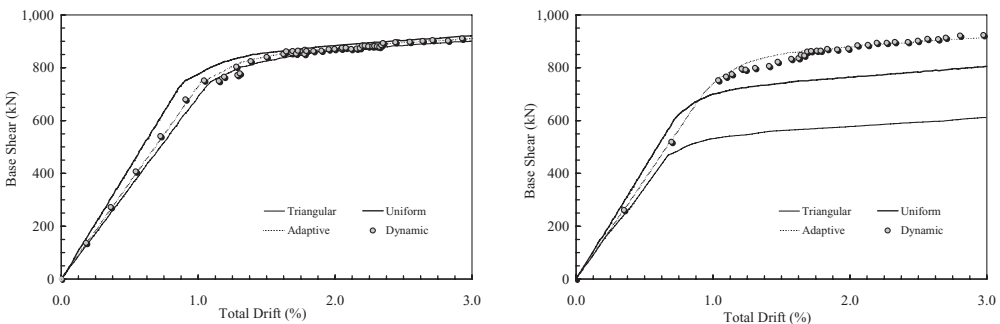 1,000
800
600
400
200
0
Base Shear (kN)
Triangular Uniform
Adaptive Dynamic
0.0 1.0 2.0 3.0
Total Drift (%)
1,000
800
600
400
200
0
Base Shear (kN)
Triangular Uniform
Adaptive Dynamic
0.0 1.0 2.0 3.0
Total Drift (%)